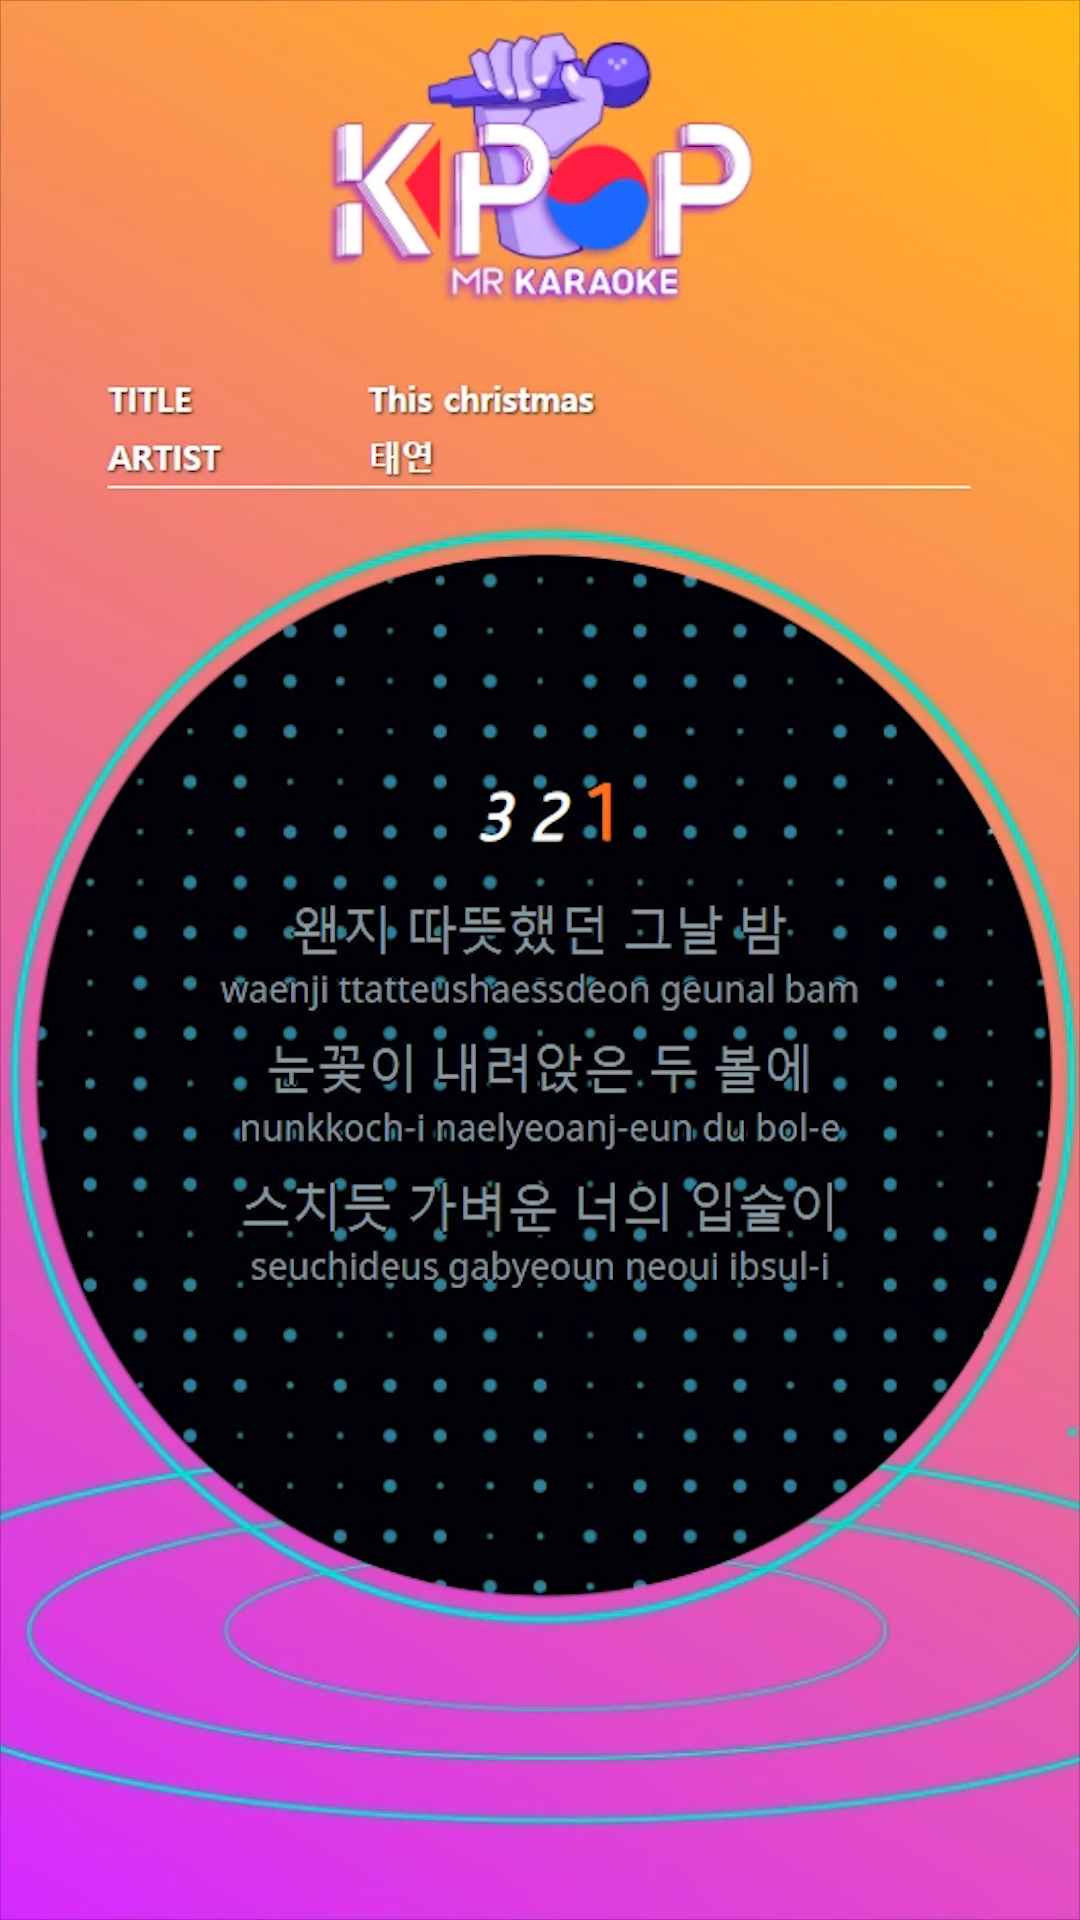 KPOP
MR KARAOKE
TITLE This christmas
ARTIST 태연
3 2 1
왠지 따뜻했던 그날 밤
waenji ttatteushaessdeon geunal bam
눈꽃이 내려앉은 두 볼에
nunkkoch-i naelyeoanj-eun du bol-e
스치듯 가벼운 너의 입술이
seuchideus gabyeoun neoui ibsul-i